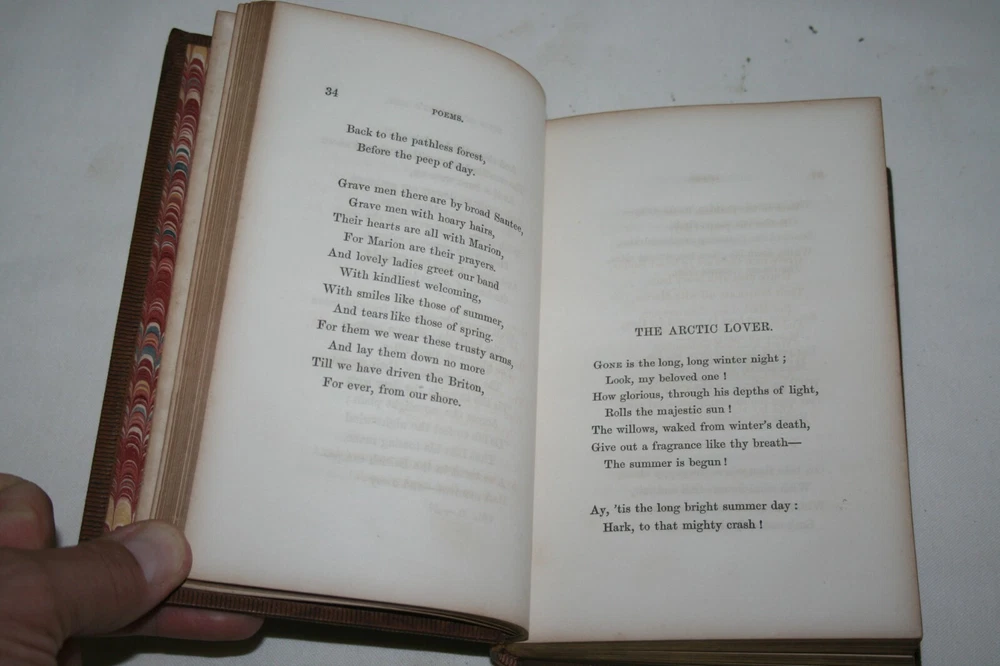 34
POEMS.
Back to the pathless forest,
Before the peep of day.
Grave men there are by broad Santee,
Grave men with hoary hairs,
Their hearts are all with Marion,
For Marion are their prayers.
And lovely ladies greet our band
With kindliest welcoming,
With smiles like those of summer,
And tears like those of spring.
For them we wear these trusty arms,
And lay them down no more
Till we have driven the Briton,
For ever, from our shore.
THE ARCTIC LOVER.
GONE is the long, long winter night ;
Look, my beloved one !
How glorious, through his depths of light,
Rolls the majestic sun !
The willows, waked from winter's death,
Give out a fragrance like thy breath—
The summer is begun !
Ay, 'tis the long bright summer day :
Hark, to that mighty crash !